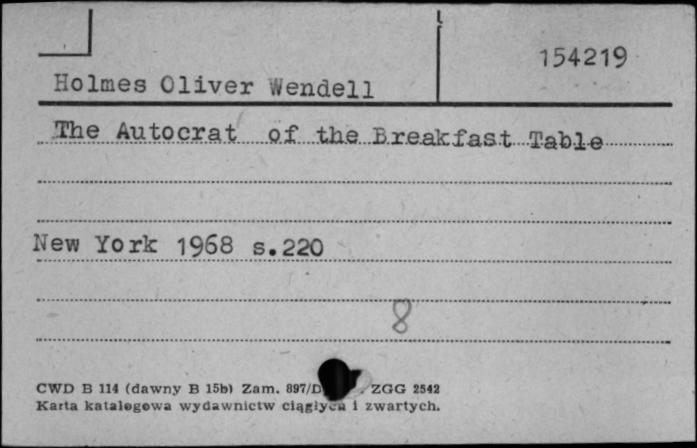 154219
Holmes Oliver Wendell
The Autocrat of the Breakfast Table
New York 1968 s.220
8
CWD B 114 (dawny B 15b) Zam. 897/D ZGG 2542
Karta katalogowa wydawnictw ciągłych i zwartych.